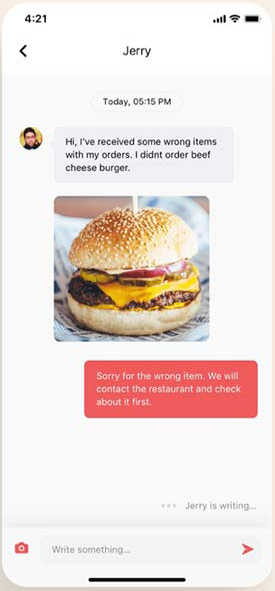 4:21
Jerry
Today, 05:15 PM
Hi, I've received some wrong items
with my orders. I didnt order beef
cheese burger.
Sorry for the wrong item. We will
contact the restaurant and check
about it first.
Jerry is writing...
Write something...